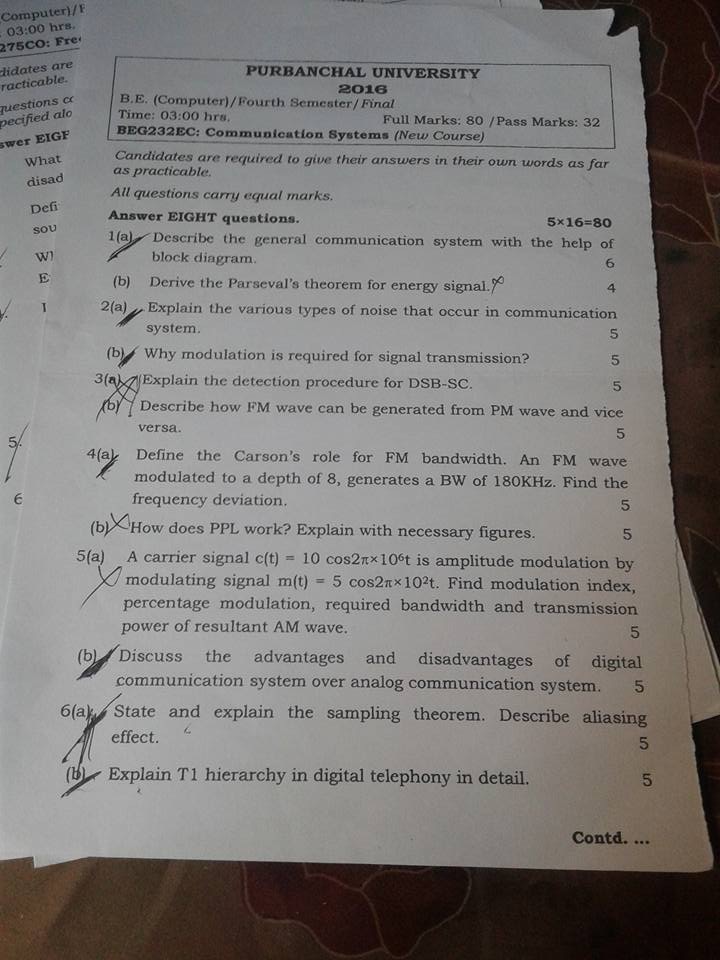 Computer)/F
03:00 hrs.
275CO: Fre
didates are
racticable.
questions c
pecified alo
swer EIGF
What
disad
Defi
sou
W
E
I
5.
6
PURBANCHAL UNIVERSITY
2016
B.E. (Computer)/Fourth Semester/Final
Time: 03:00 hrs. Full Marks: 80 /Pass Marks: 32
BEG232EC: Communication Systems (New Course)
Candidates are required to give their answers in their own words as far
as practicable.
All questions carry equal marks.
Answer EIGHT questions. 5×16=80
1(a) Describe the general communication system with the help of
block diagram. 6
(b) Derive the Parseval's theorem for energy signal. 4
2(a) Explain the various types of noise that occur in communication
system. 5
(b) Why modulation is required for signal transmission? 5
3(a) Explain the detection procedure for DSB-SC. 5
(b) Describe how FM wave can be generated from PM wave and vice
versa. 5
4(a) Define the Carson's role for FM bandwidth. An FM wave
modulated to a depth of 8, generates a BW of 180KHz. Find the
frequency deviation. 5
(b) How does PPL work? Explain with necessary figures. 5
5(a) A carrier signal c(t) = 10 cos2π×10⁶t is amplitude modulation by
modulating signal m(t) = 5 cos2π×10²t. Find modulation index,
percentage modulation, required bandwidth and transmission
power of resultant AM wave. 5
(b) Discuss the advantages and disadvantages of digital
communication system over analog communication system. 5
6(a) State and explain the sampling theorem. Describe aliasing
effect. 5
(b) Explain T1 hierarchy in digital telephony in detail. 5
Contd. ...